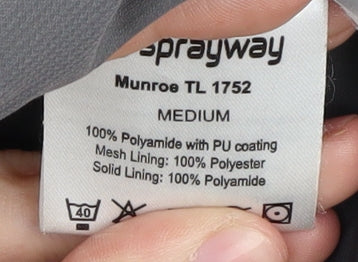 sprayway
Munroe TL 1752
MEDIUM
100% Polyamide with PU coating
Mesh Lining: 100% Polyester
Solid Lining: 100% Polyamide
40